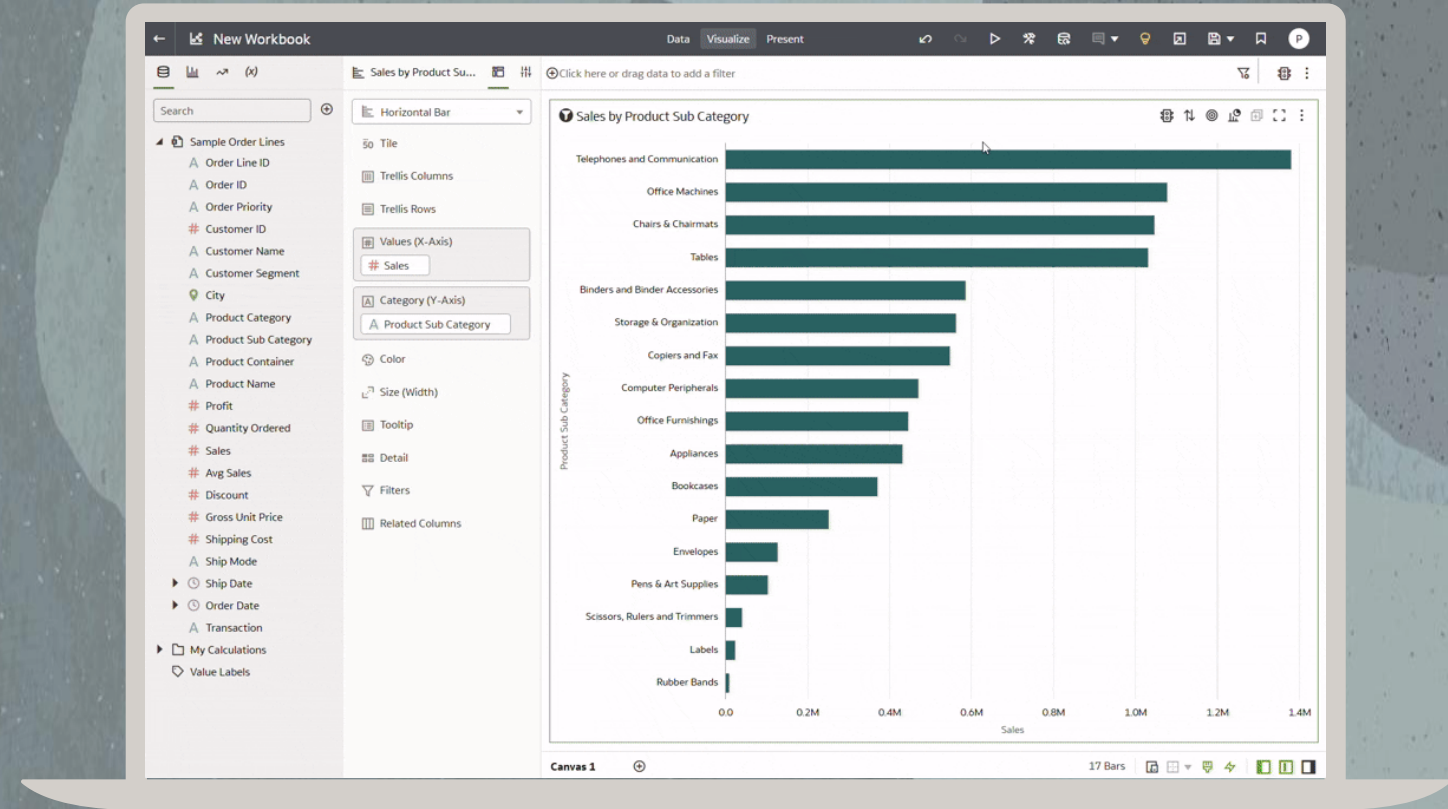 New Workbook
Data Visualize Present
P
(x)
Sales by Product Su...
Click here or drag data to add a filter
Search
Sample Order Lines
A Order Line ID
A Order ID
A Order Priority
# Customer ID
A Customer Name
A Customer Segment
City
A Product Category
A Product Sub Category
A Product Container
A Product Name
# Profit
# Quantity Ordered
# Sales
# Avg Sales
# Discount
# Gross Unit Price
# Shipping Cost
A Ship Mode
Ship Date
Order Date
A Transaction
My Calculations
Value Labels
Horizontal Bar
50 Tile
Trellis Columns
Trellis Rows
# Values (X-Axis)
# Sales
A Category (Y-Axis)
A Product Sub Category
Color
Size (Width)
Tooltip
Detail
Filters
Related Columns
T Sales by Product Sub Category
Product Sub Category
Telephones and Communication
Office Machines
Chairs & Chairmats
Tables
Binders and Binder Accessories
Storage & Organization
Copiers and Fax
Computer Peripherals
Office Furnishings
Appliances
Bookcases
Paper
Envelopes
Pens & Art Supplies
Scissors, Rulers and Trimmers
Labels
Rubber Bands
0.0 0.2M 0.4M 0.6M 0.8M 1.0M 1.2M 1.4M
Sales
Canvas 1
17 Bars